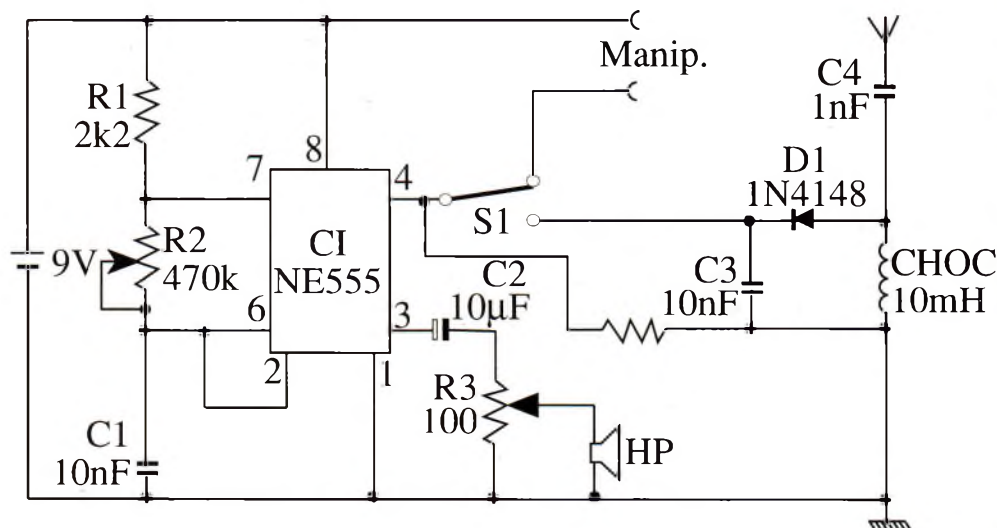 R1
2k2
7
8
4
Manip.
C4
1nF
D1
1N4148
9V
R2
470k
CI
NE555
S1
C2
10µF
C3
10nF
CHOC
10mH
6
3
2
1
R3
100
HP
C1
10nF